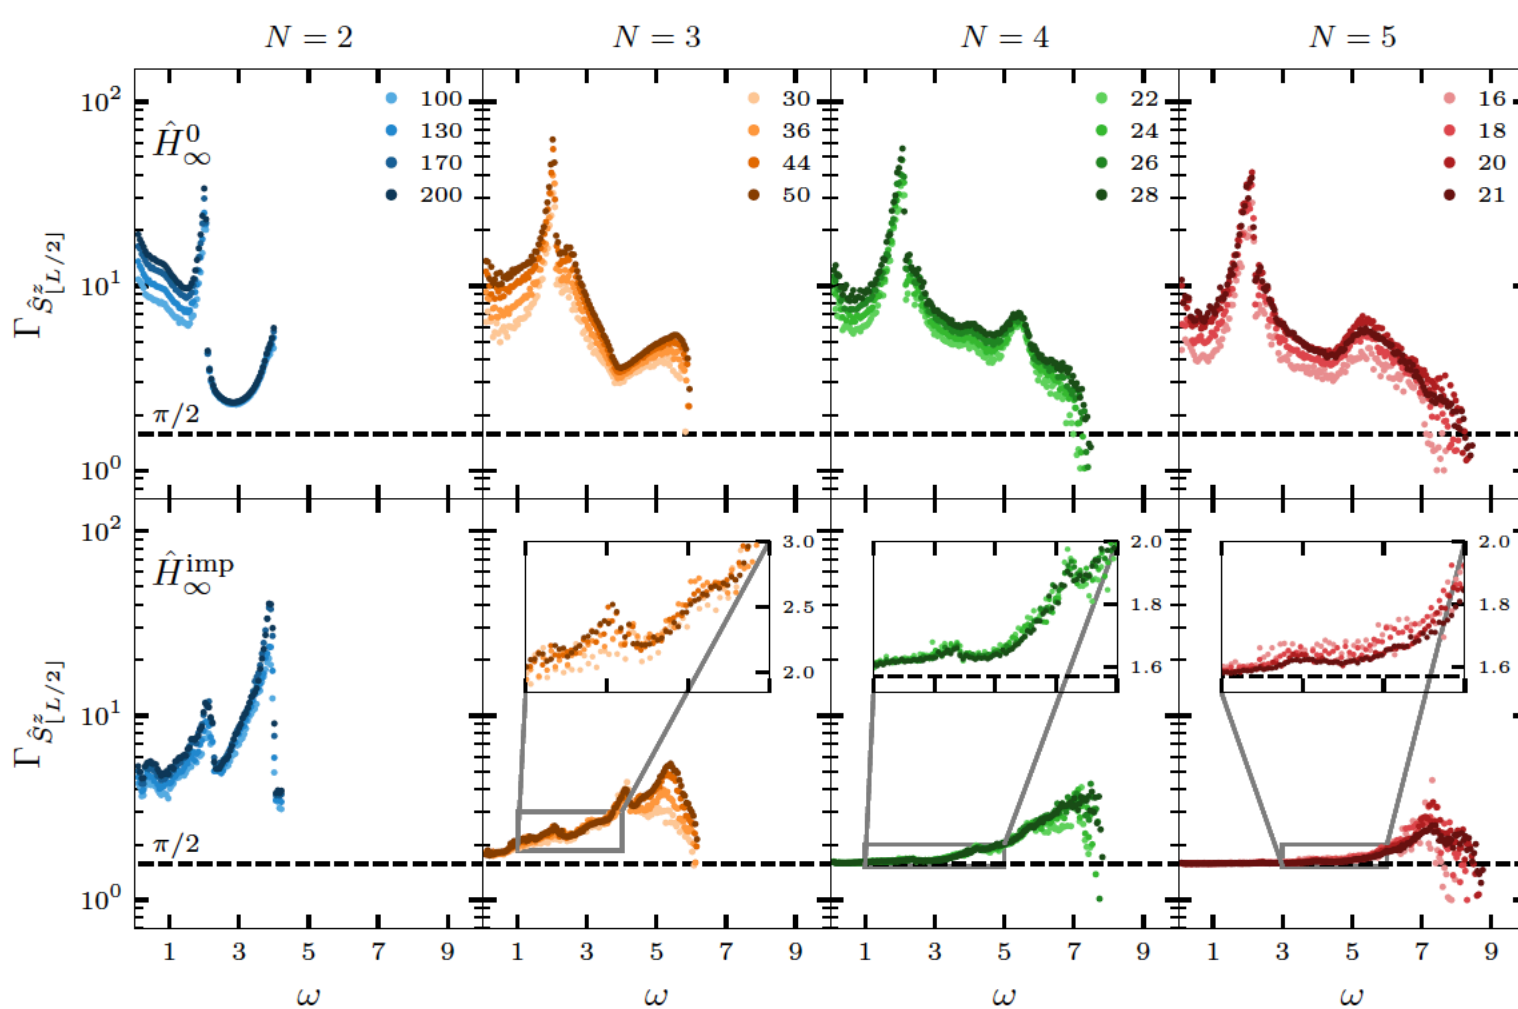 N = 2 N = 3 N = 4 N = 5
10² Ĥ⁰∞ 100 130 170 200 30 36 44 50 22 24 26 28 16 18 20 21
Γ Ŝᶻ⌊L/2⌋
10¹
π/2
10⁰
10² Ĥ^imp∞ 3.0 2.5 2.0 2.0 1.8 1.6 2.0 1.8 1.6
Γ Ŝᶻ⌊L/2⌋
10¹
π/2
10⁰
1 3 5 7 9 1 3 5 7 9 1 3 5 7 9 1 3 5 7 9
ω ω ω ω